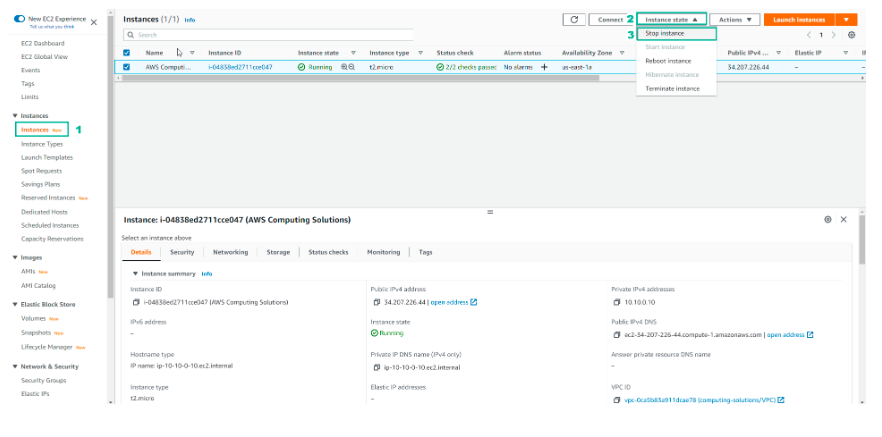 New EC2 Experience
Tell us what you think
EC2 Dashboard
EC2 Global View
Events
Tags
Limits
Instances
Instances New 1
Instance Types
Launch Templates
Spot Requests
Savings Plans
Reserved Instances New
Dedicated Hosts
Scheduled Instances
Capacity Reservations
Images
AMIs New
AMI Catalog
Elastic Block Store
Volumes New
Snapshots New
Lifecycle Manager New
Network & Security
Security Groups
Elastic IPs
Instances (1/1) Info
Connect 2 Instance state Actions Launch instances
Search
3 Stop instance
Start instance
Reboot instance
Hibernate instance
Terminate instance
1
Name Instance ID Instance state Instance type Status check Alarm status Availability Zone Public IPv4 ... Elastic IP
AWS Computi... i-04838ed2711cce047 Running t2.micro 2/2 checks passec No alarms + us-east-1a 34.207.226.44 –
Instance: i-04838ed2711cce047 (AWS Computing Solutions)
Select an instance above
Details Security Networking Storage Status checks Monitoring Tags
Instance summary Info
Instance ID Public IPv4 address Private IPv4 addresses
i-04838ed2711cce047 (AWS Computing Solutions) 34.207.226.44 | open address 10.10.0.10
IPv6 address Instance state Public IPv4 DNS
– Running ec2-34-207-226-44.compute-1.amazonaws.com | open address
Hostname type Private IP DNS name (IPv4 only) Answer private resource DNS name
IP name: ip-10-10-0-10.ec2.internal ip-10-10-0-10.ec2.internal –
Instance type Elastic IP addresses VPC ID
t2.micro – vpc-0ca5b83e911dcae78 (computing-solutions/VPC)